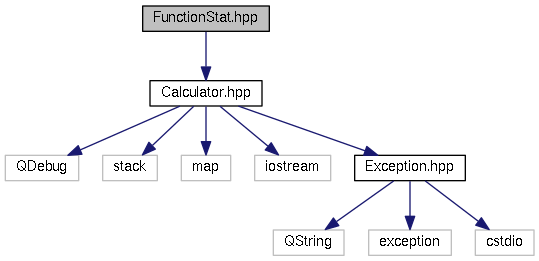 FunctionStat.hpp
Calculator.hpp
QDebug
stack
map
iostream
Exception.hpp
QString
exception
cstdio